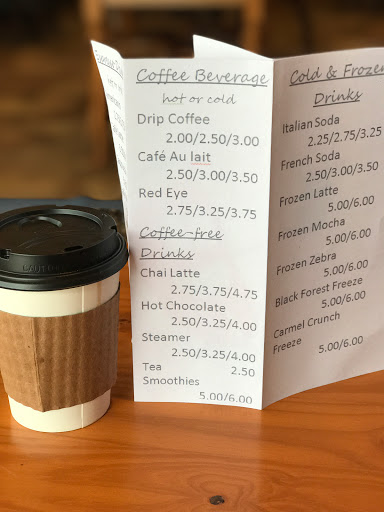 Coffee Beverage
hot or cold
Drip Coffee
2.00/2.50/3.00
Café Au lait
2.50/3.00/3.50
Red Eye
2.75/3.25/3.75
Coffee-free
Drinks
Chai Latte
2.75/3.75/4.75
Hot Chocolate
2.50/3.25/4.00
Steamer
2.50/3.25/4.00
Tea 2.50
Smoothies
5.00/6.00
Cold & Frozen
Drinks
Italian Soda
2.25/2.75/3.25
French Soda
2.50/3.00/3.50
Frozen Latte
5.00/6.00
Frozen Mocha
5.00/6.00
Frozen Zebra
5.00/6.00
Black Forest Freeze
5.00/6.00
Carmel Crunch
Freeze
5.00/6.00